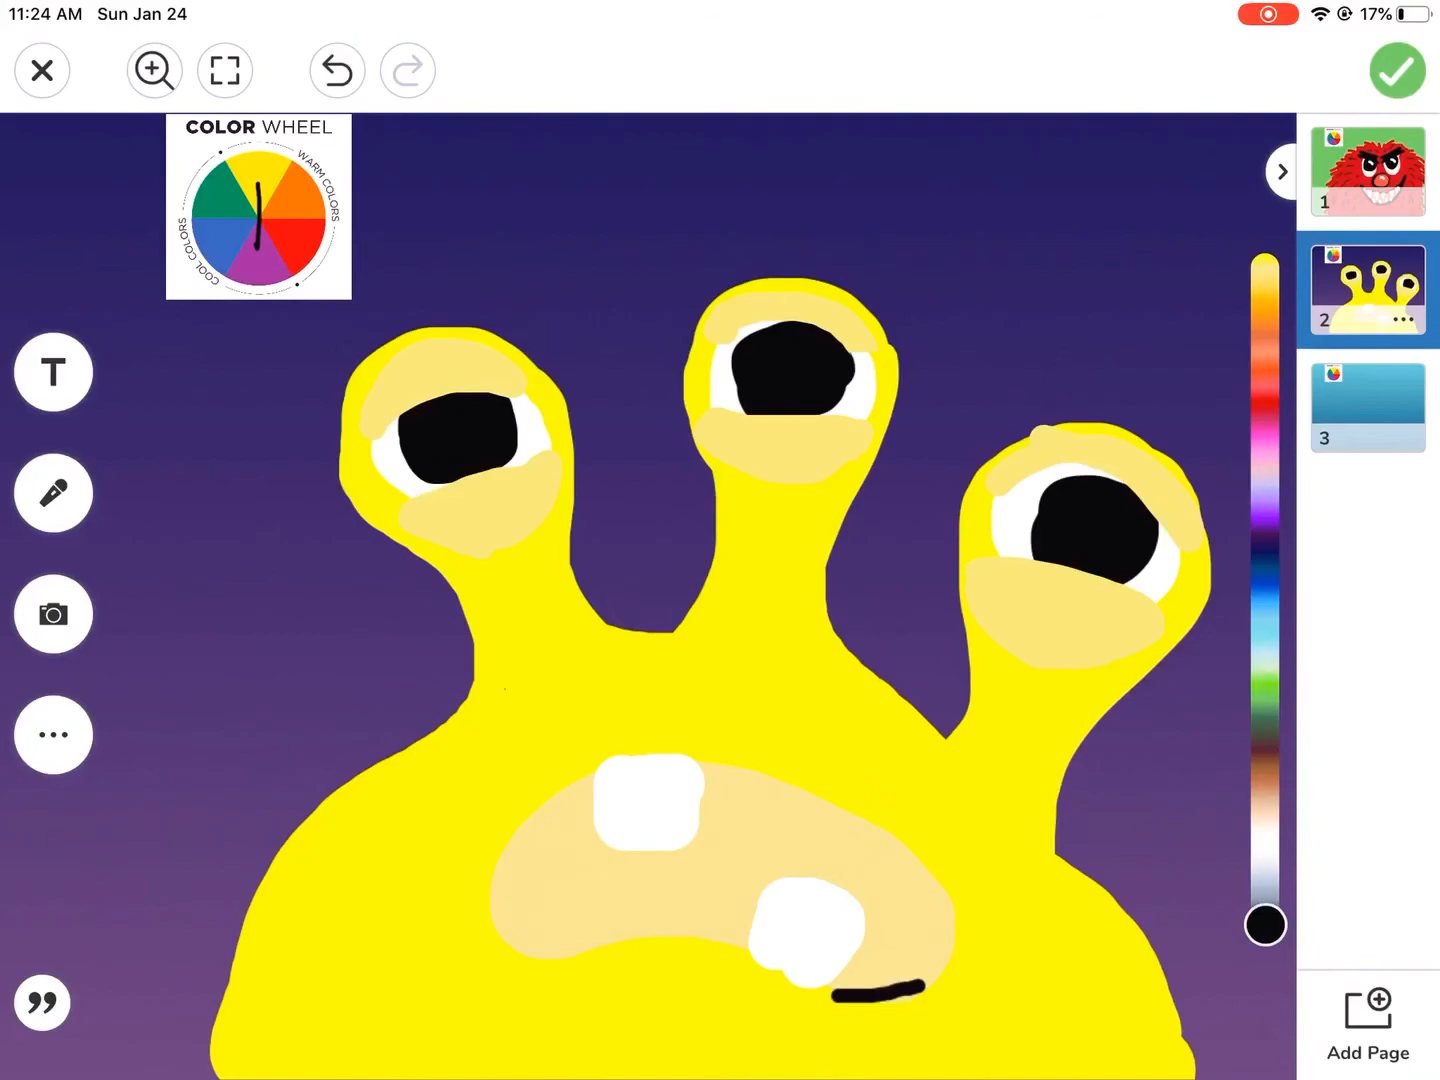 11:24 AM Sun Jan 24
17%
COLOR WHEEL
WARM COLORS
COOL COLORS
T
1
2
3
Add Page